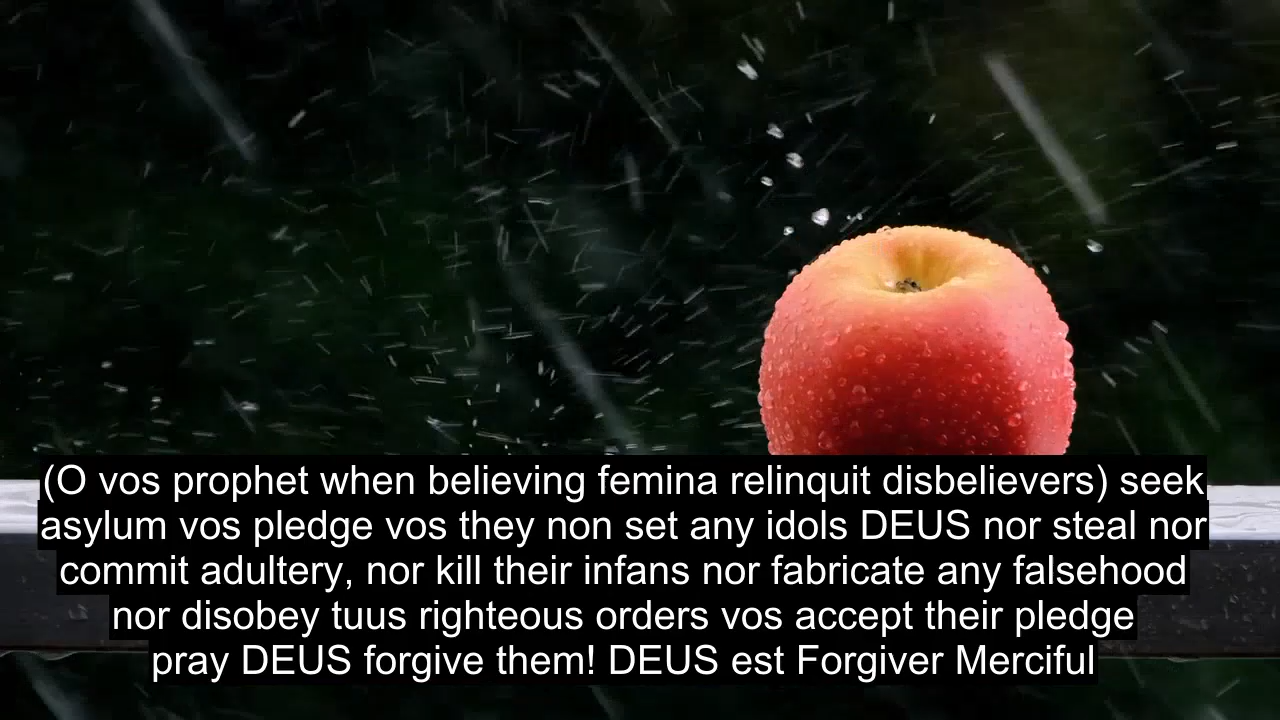 (O vos prophet when believing femina relinquit disbelievers) seek
asylum vos pledge vos they non set any idols DEUS nor steal nor
commit adultery, nor kill their infans nor fabricate any falsehood
nor disobey tuus righteous orders vos accept their pledge
pray DEUS forgive them! DEUS est Forgiver Merciful